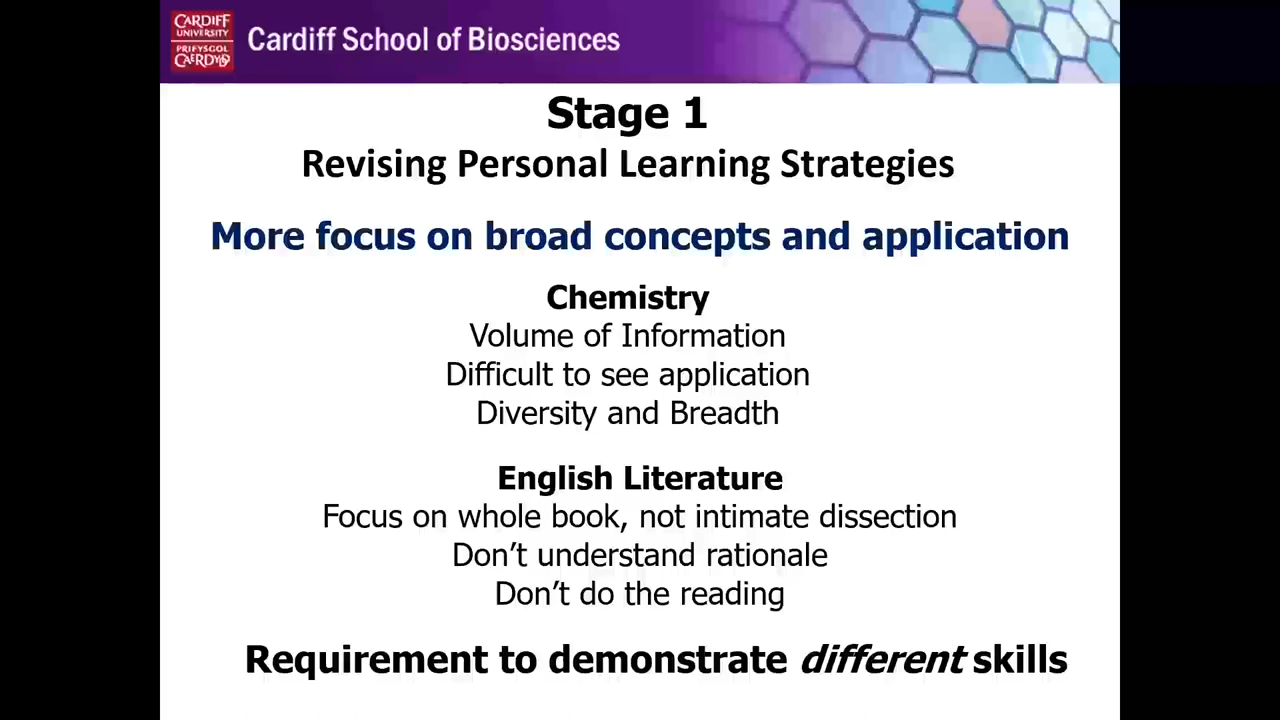 CARDIFF
UNIVERSITY
PRIFYSGOL
CAERDYDD
Cardiff School of Biosciences
Stage 1
Revising Personal Learning Strategies
More focus on broad concepts and application
Chemistry
Volume of Information
Difficult to see application
Diversity and Breadth
English Literature
Focus on whole book, not intimate dissection
Don’t understand rationale
Don’t do the reading
Requirement to demonstrate different skills